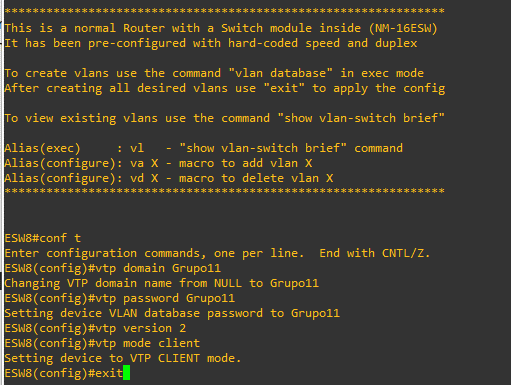 ***************************************************************
This is a normal Router with a Switch module inside (NM-16ESW)
It has been pre-configured with hard-coded speed and duplex
To create vlans use the command "vlan database" in exec mode
After creating all desired vlans use "exit" to apply the config
To view existing vlans use the command "show vlan-switch brief"
Alias(exec)     : vl   - "show vlan-switch brief" command
Alias(configure): va X - macro to add vlan X
Alias(configure): vd X - macro to delete vlan X
***************************************************************
ESW8#conf t
Enter configuration commands, one per line.  End with CNTL/Z.
ESW8(config)#vtp domain Grupo11
Changing VTP domain name from NULL to Grupo11
ESW8(config)#vtp password Grupo11
Setting device VLAN database password to Grupo11
ESW8(config)#vtp version 2
ESW8(config)#vtp mode client
Setting device to VTP CLIENT mode.
ESW8(config)#exit